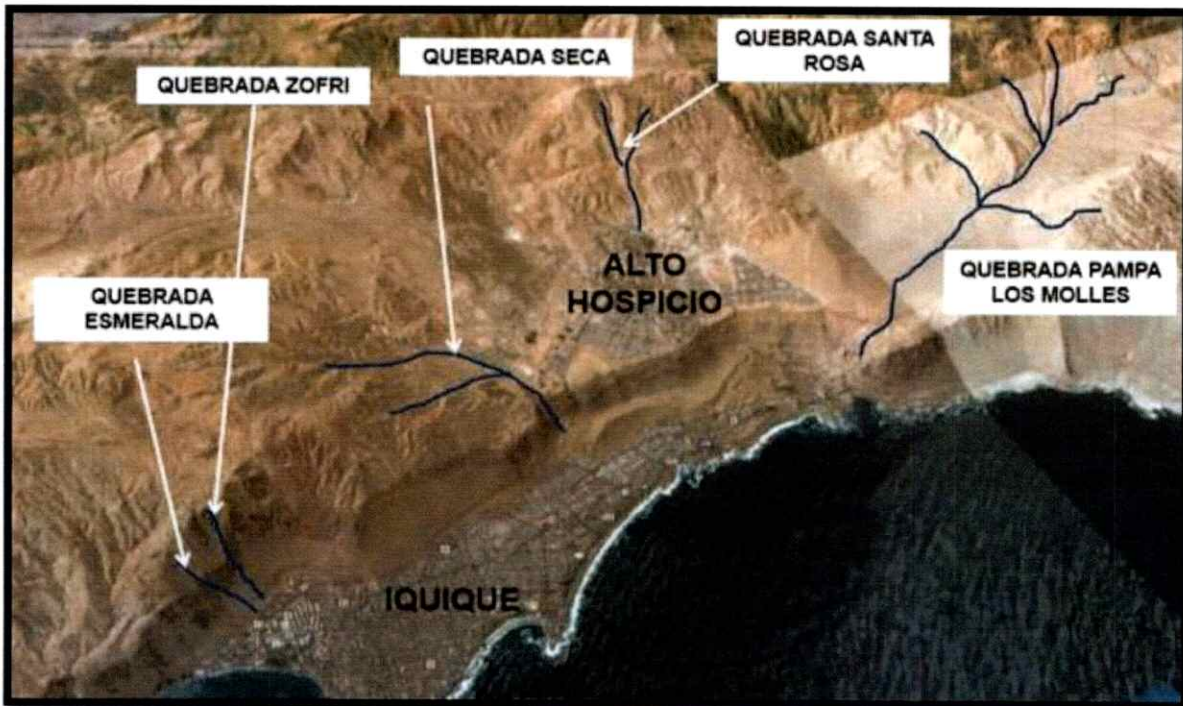 QUEBRADA SANTA
ROSA
QUEBRADA SECA
QUEBRADA ZOFRI
ALTO
HOSPICIO
QUEBRADA PAMPA
LOS MOLLES
QUEBRADA
ESMERALDA
IQUIQUE